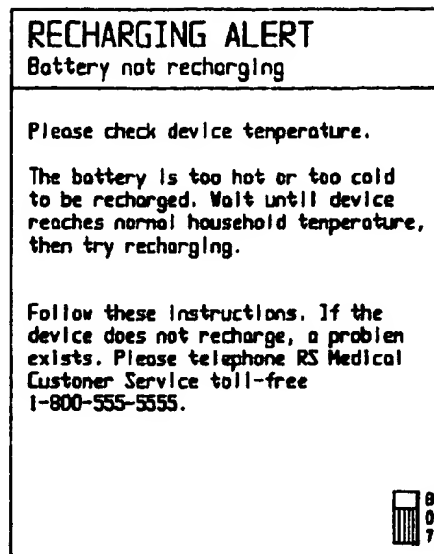 RECHARGING ALERT
Battery not recharging
Please check device temperature.
The battery is too hot or too cold
to be recharged. Wait until device
reaches normal household temperature,
then try recharging.
Follow these instructions. If the
device does not recharge, a problem
exists. Please telephone RS Medical
Customer Service toll-free
1-800-555-5555.
8
0
7